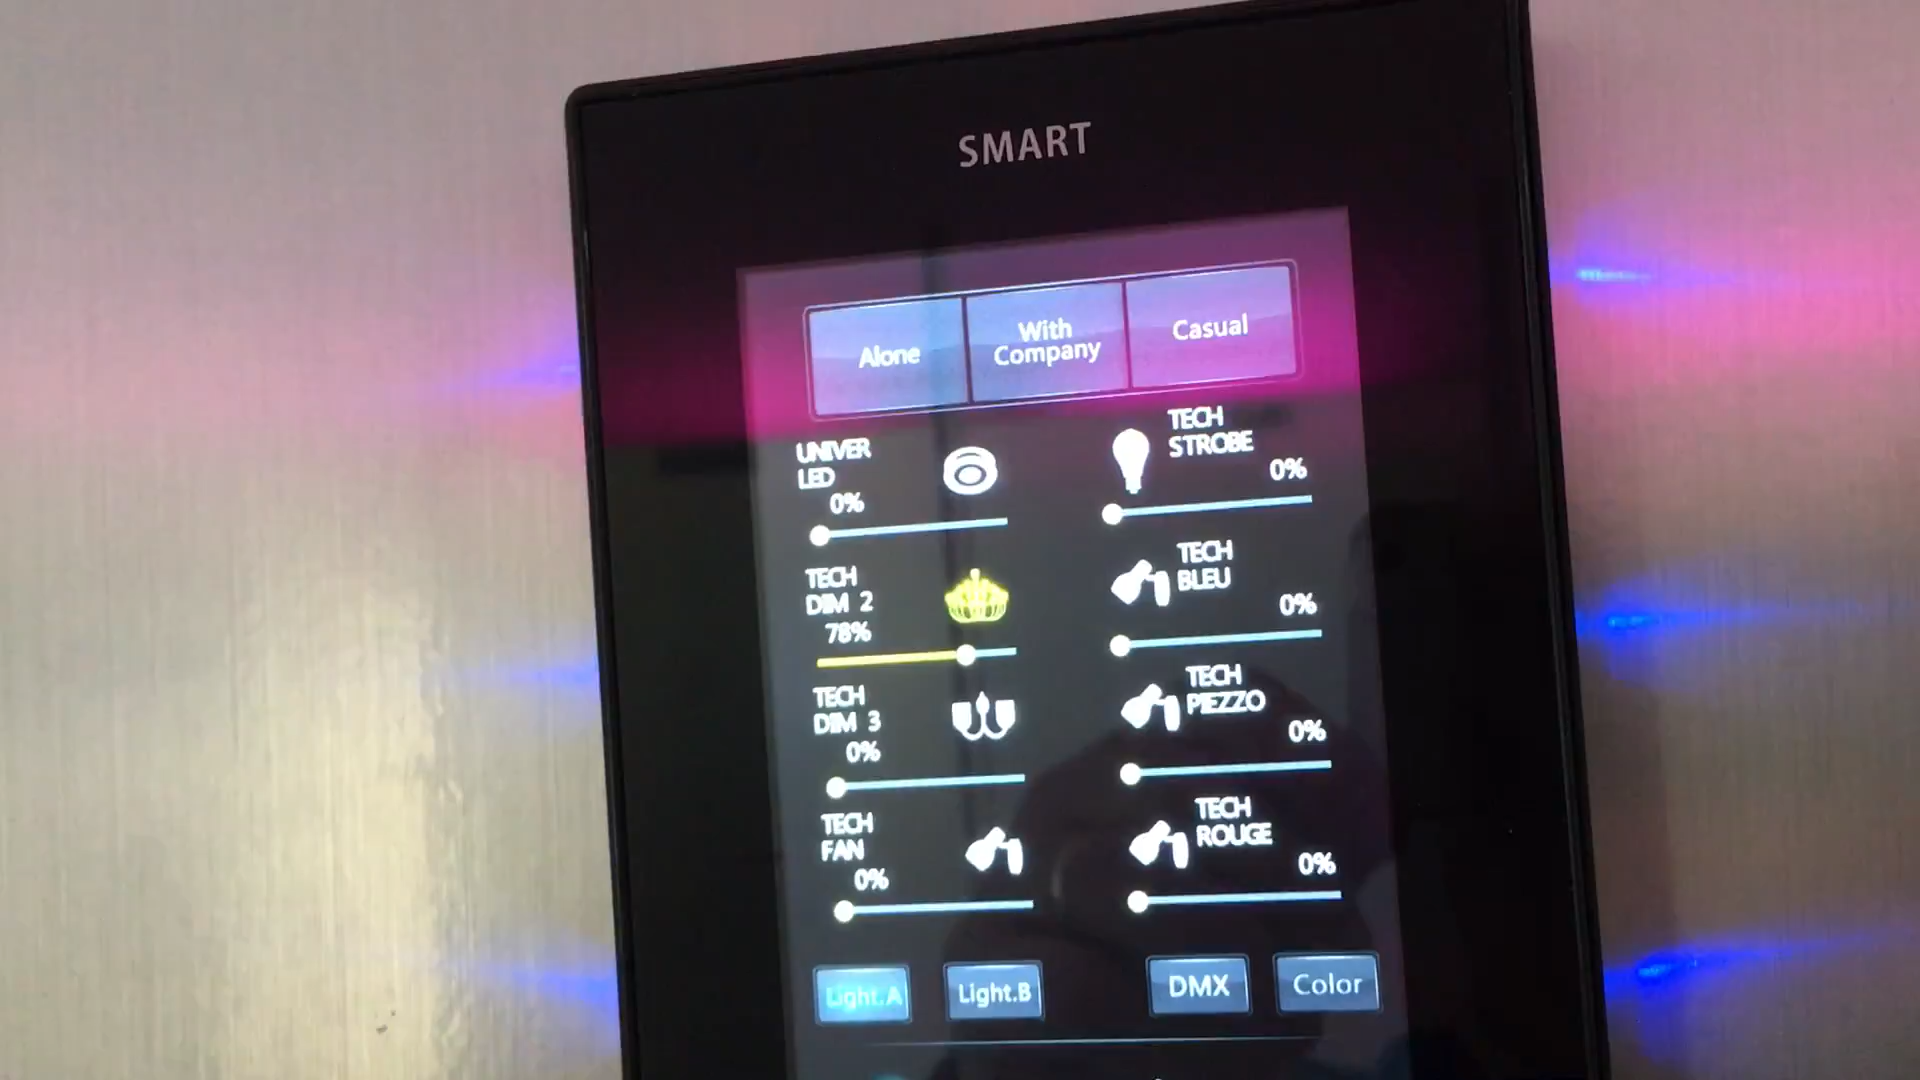 SMART
Alone
With
Company
Casual
UNIVER
LED
0%
TECH
STROBE
0%
TECH
DIM 2
78%
TECH
BLEU
0%
TECH
DIM 3
0%
TECH
PIEZZO
0%
TECH
FAN
0%
TECH
ROUGE
0%
Light.A
Light.B
DMX
Color